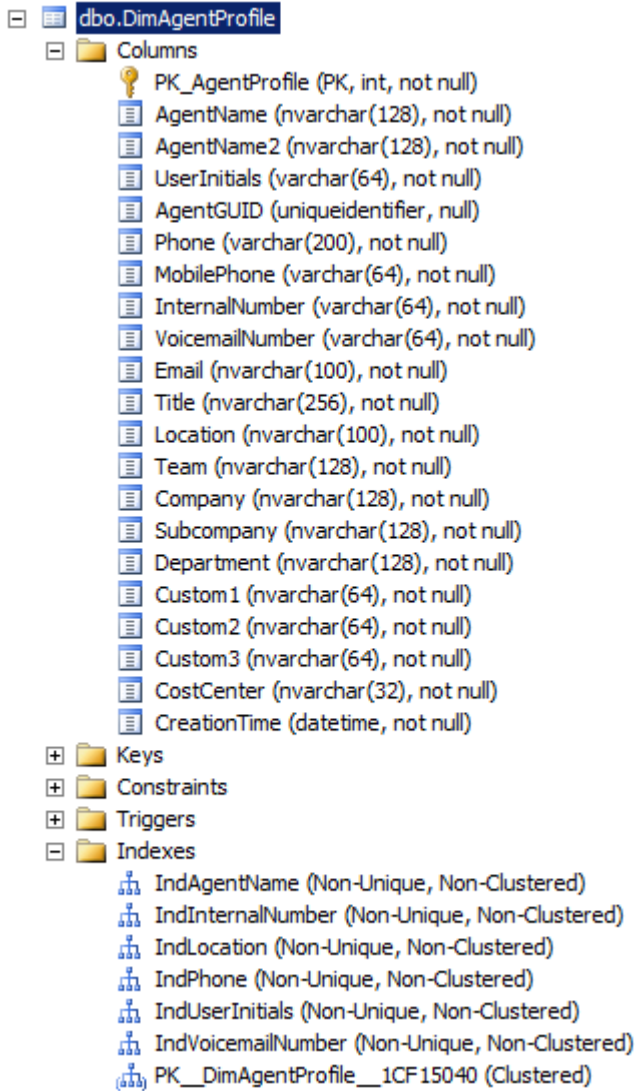 dbo.DimAgentProfile
Columns
PK_AgentProfile (PK, int, not null)
AgentName (nvarchar(128), not null)
AgentName2 (nvarchar(128), not null)
UserInitials (varchar(64), not null)
AgentGUID (uniqueidentifier, null)
Phone (varchar(200), not null)
MobilePhone (varchar(64), not null)
InternalNumber (varchar(64), not null)
VoicemailNumber (varchar(64), not null)
Email (nvarchar(100), not null)
Title (nvarchar(256), not null)
Location (nvarchar(100), not null)
Team (nvarchar(128), not null)
Company (nvarchar(128), not null)
Subcompany (nvarchar(128), not null)
Department (nvarchar(128), not null)
Custom1 (nvarchar(64), not null)
Custom2 (nvarchar(64), not null)
Custom3 (nvarchar(64), not null)
CostCenter (nvarchar(32), not null)
CreationTime (datetime, not null)
Keys
Constraints
Triggers
Indexes
IndAgentName (Non-Unique, Non-Clustered)
IndInternalNumber (Non-Unique, Non-Clustered)
IndLocation (Non-Unique, Non-Clustered)
IndPhone (Non-Unique, Non-Clustered)
IndUserInitials (Non-Unique, Non-Clustered)
IndVoicemailNumber (Non-Unique, Non-Clustered)
PK__DimAgentProfile__1CF15040 (Clustered)